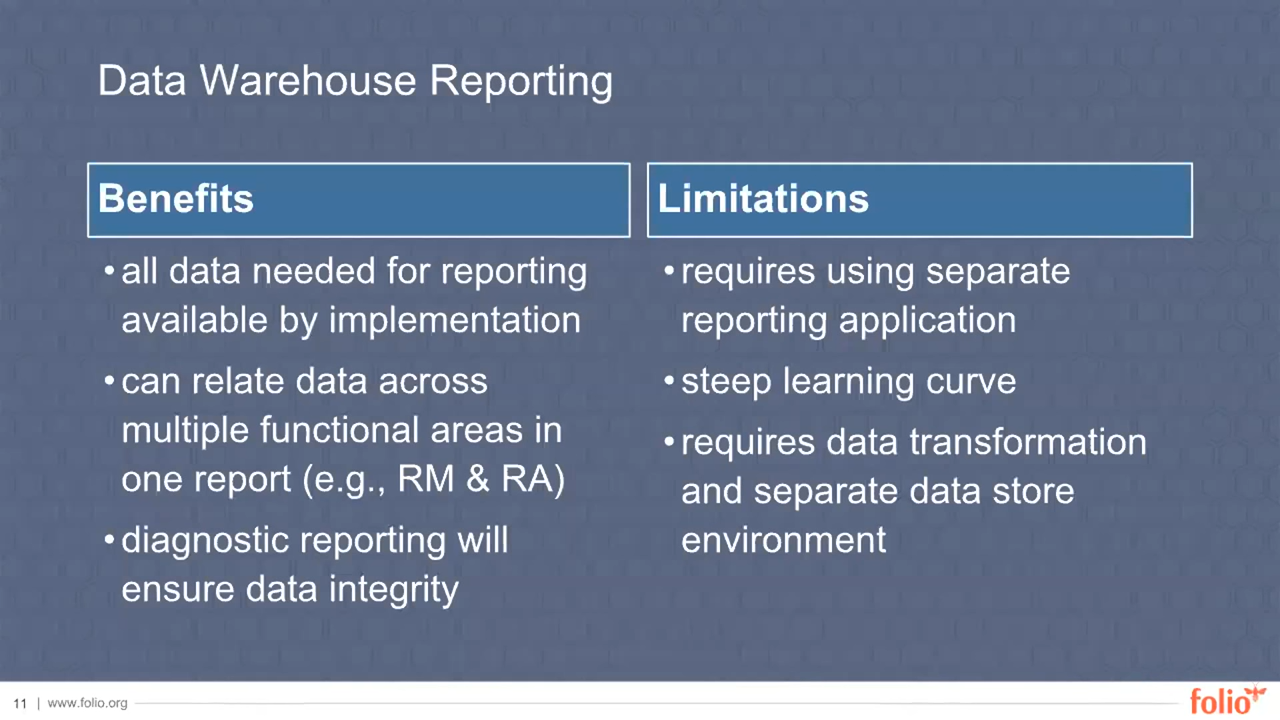 Data Warehouse Reporting
Benefits
• all data needed for reporting
available by implementation
• can relate data across
multiple functional areas in
one report (e.g., RM & RA)
• diagnostic reporting will
ensure data integrity
Limitations
• requires using separate
reporting application
• steep learning curve
• requires data transformation
and separate data store
environment
11 | www.folio.org
folio